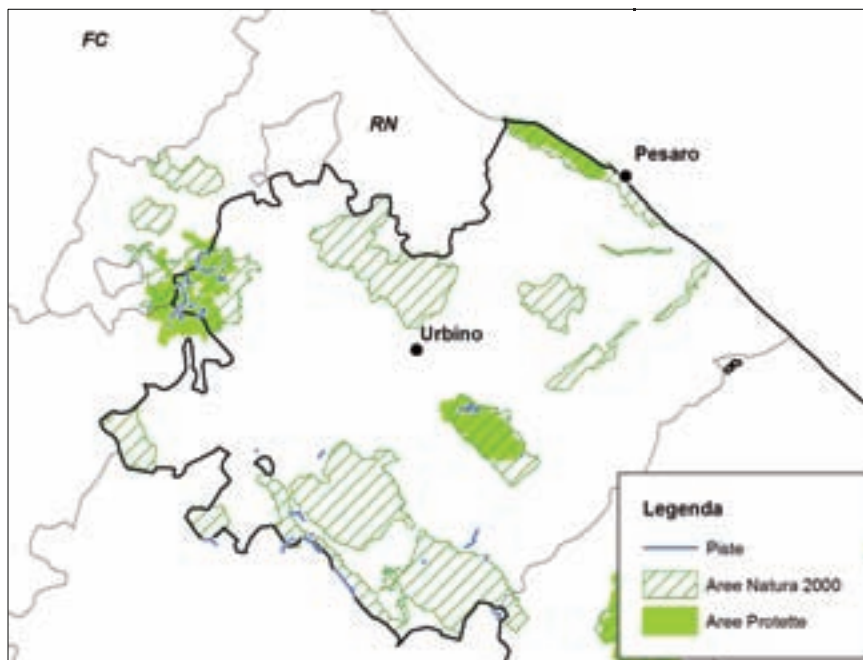 FC
RN
Pesaro
Urbino
Legenda
Piste
Aree Natura 2000
Aree Protette